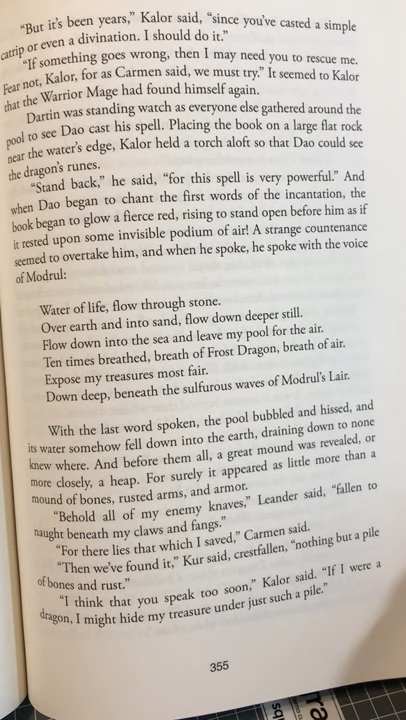 "But it's been years," Kalor said, "since you've casted a simple
catrip or even a divination. I should do it."
"If something goes wrong, then I may need you to rescue me.
Fear not, Kalor, for as Carmen said, we must try." It seemed to Kalor
that the Warrior Mage had found himself again.
Dartin was standing watch as everyone else gathered around the
pool to see Dao cast his spell. Placing the book on a large flat rock
near the water's edge, Kalor held a torch aloft so that Dao could see
the dragon's runes.
"Stand back," he said, "for this spell is very powerful." And
when Dao began to chant the first words of the incantation, the
book began to glow a fierce red, rising to stand open before him as if
it rested upon some invisible podium of air! A strange countenance
seemed to overtake him, and when he spoke, he spoke with the voice
of Modrul:
Water of life, flow through stone.
Over earth and into sand, flow down deeper still.
Flow down into the sea and leave my pool for the air.
Ten times breathed, breath of Frost Dragon, breath of air.
Expose my treasures most fair.
Down deep, beneath the sulfurous waves of Modrul's Lair.
With the last word spoken, the pool bubbled and hissed, and
its water somehow fell down into the earth, draining down to none
knew where. And before them all, a great mound was revealed, or
more closely, a heap. For surely it appeared as little more than a
mound of bones, rusted arms, and armor.
"Behold all of my enemy knaves," Leander said, "fallen to
naught beneath my claws and fangs."
"For there lies that which I saved," Carmen said.
"Then we've found it," Kur said, crestfallen, "nothing but a pile
of bones and rust."
"I think that you speak too soon," Kalor said. "If I were a
dragon, I might hide my treasure under just such a pile."
355